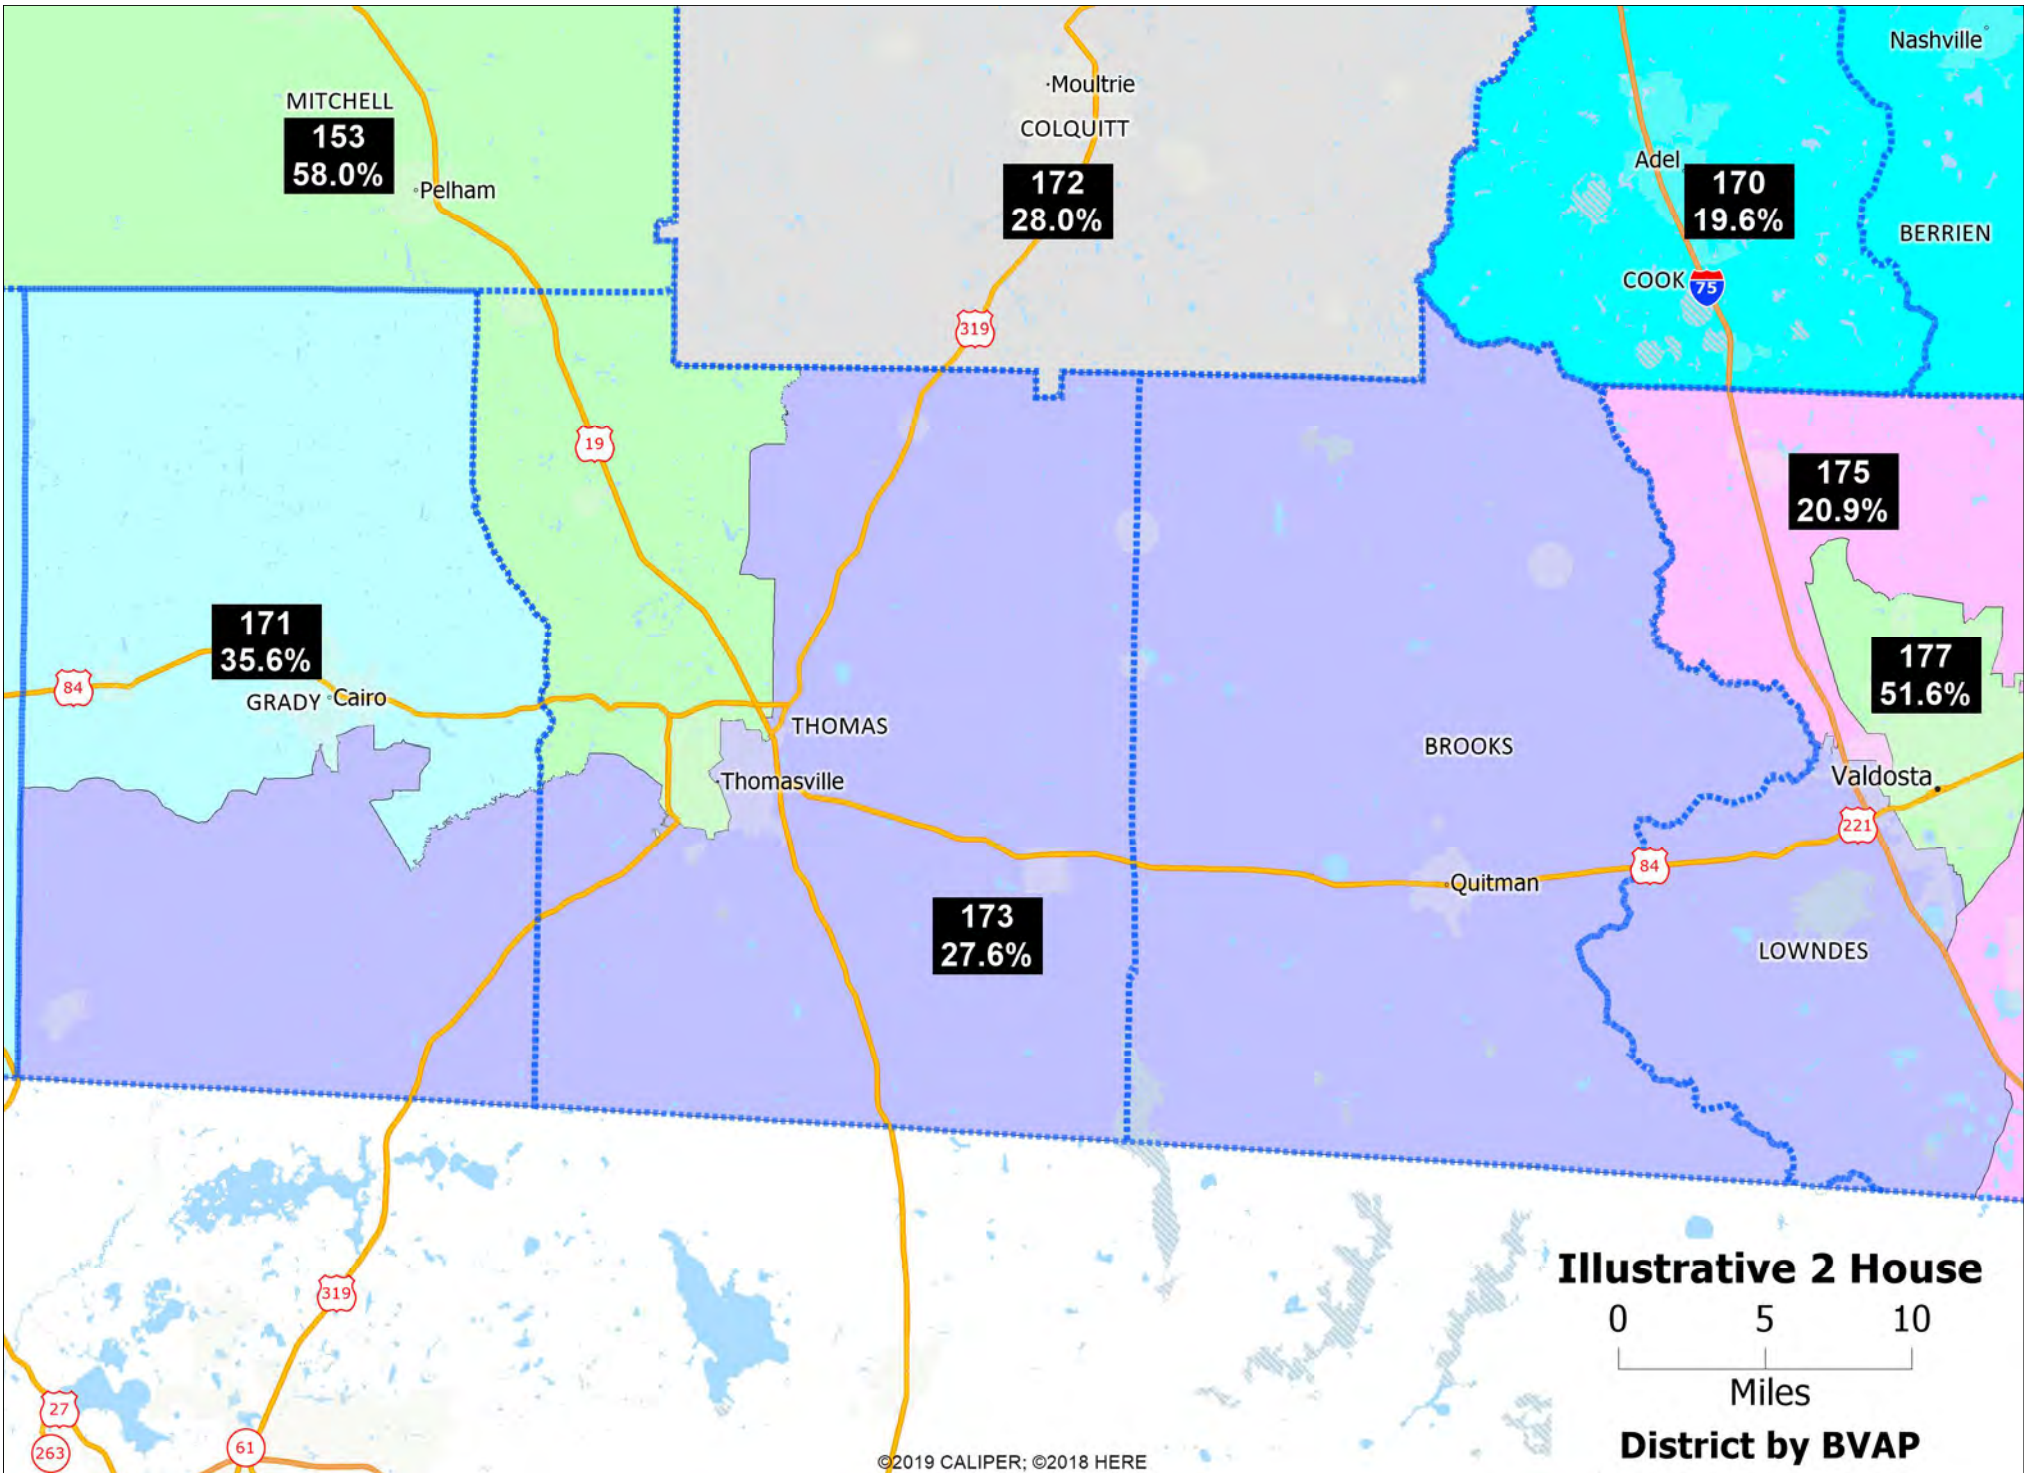 Nashville
Moultrie
MITCHELL
COLQUITT
153
58.0%
Adel
172
28.0%
170
19.6%
Pelham
BERRIEN
COOK
75
319
19
175
20.9%
171
35.6%
177
51.6%
84
GRADY
Cairo
THOMAS
BROOKS
Thomasville
Valdosta
221
84
Quitman
173
27.6%
LOWNDES
Illustrative 2 House
0 5 10
Miles
District by BVAP
319
27
263
61
©2019 CALIPER; ©2018 HERE